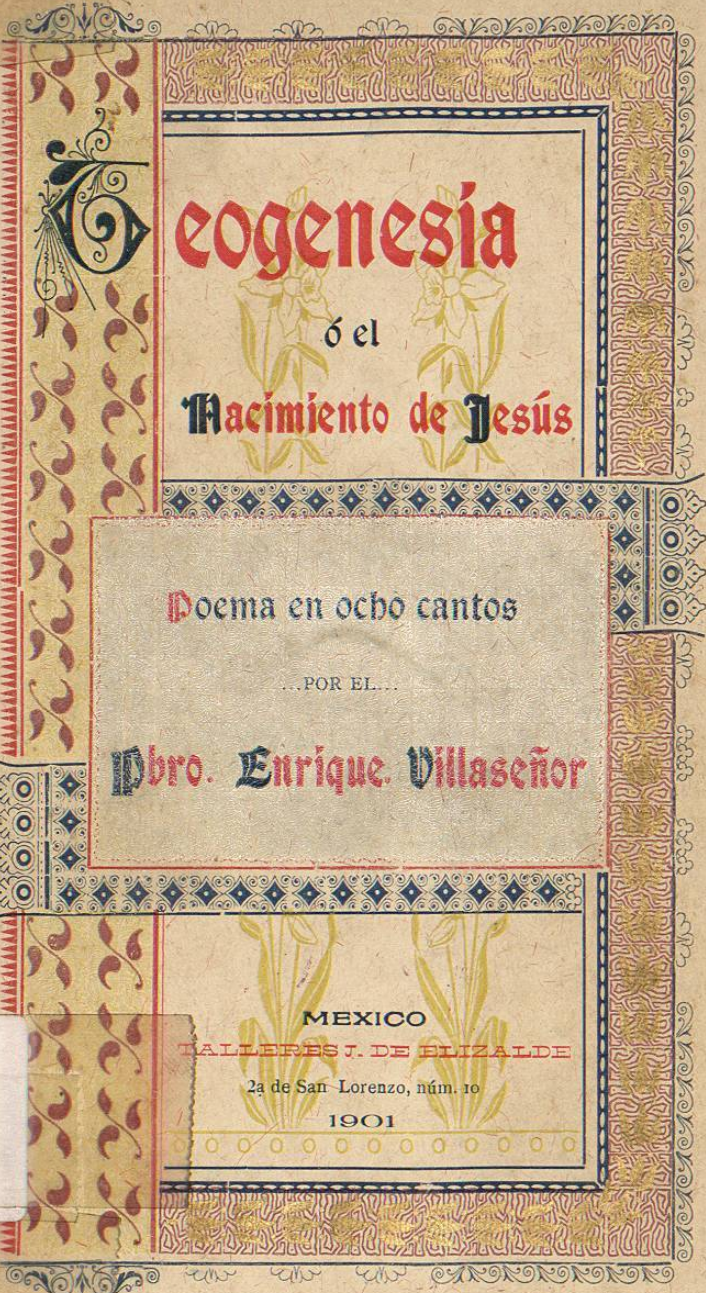 Teogenesía
ó el
Nacimiento de Jesús
Poema en ocho cantos
...POR EL...
Pbro. Enrique. Villaseñor
MEXICO
TALLERES J. DE ELIZALDE
2a de San Lorenzo, núm. 10
1901